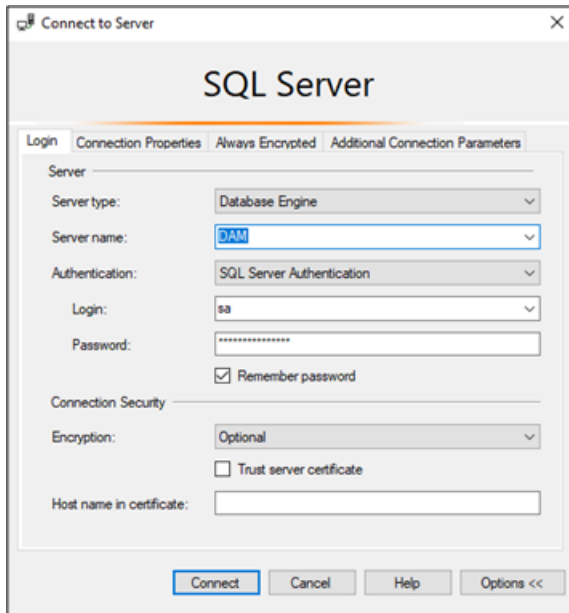 Connect to Server
SQL Server
Login Connection Properties Always Encrypted Additional Connection Parameters
Server
Server type: Database Engine
Server name: DAM
Authentication: SQL Server Authentication
Login: sa
Password: ***************
Remember password
Connection Security
Encryption: Optional
Trust server certificate
Host name in certificate:
Connect Cancel Help Options <<